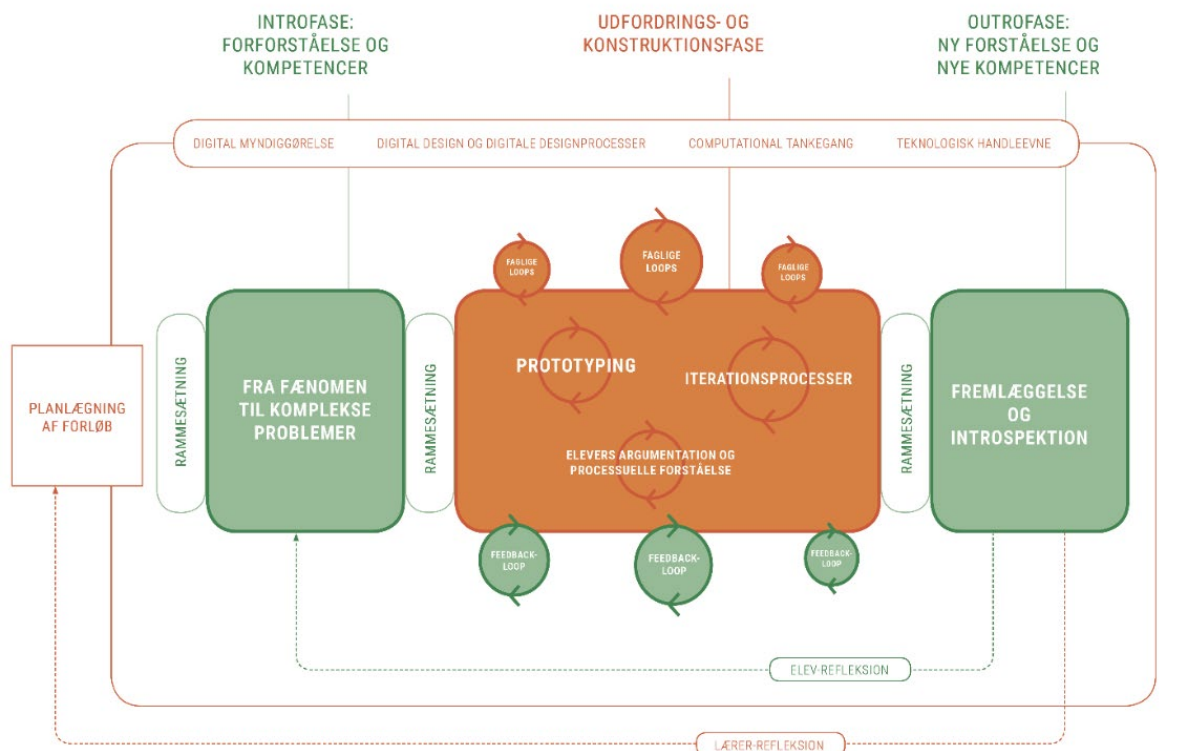 INTROFASE:
FORFORSTÅELSE OG
KOMPETENCER
UDFORDRINGS- OG
KONSTRUKTIONSFASE
OUTROFASE:
NY FORSTÅELSE OG
NYE KOMPETENCER
DIGITAL MYNDIGGØRELSE
DIGITAL DESIGN OG DIGITALE DESIGNPROCESSER
COMPUTATIONAL TANKEGANG
TEKNOLOGISK HANDLEEVNE
PLANLÆGNING
AF FORLØB
RAMMESÆTNING
FRA FÆNOMEN
TIL KOMPLEKSE
PROBLEMER
RAMMESÆTNING
FAGLIGE
LOOPS
FAGLIGE
LOOPS
FAGLIGE
LOOPS
PROTOTYPING
ITERATIONSPROCESSER
ELEVERS ARGUMENTATION OG
PROCESSUELLE FORSTÅELSE
FEEDBACK-
LOOP
FEEDBACK-
LOOP
FEEDBACK-
LOOP
RAMMESÆTNING
FREMLÆGGELSE
OG
INTROSPEKTION
ELEV-REFLEKSION
LÆRER-REFLEKSION